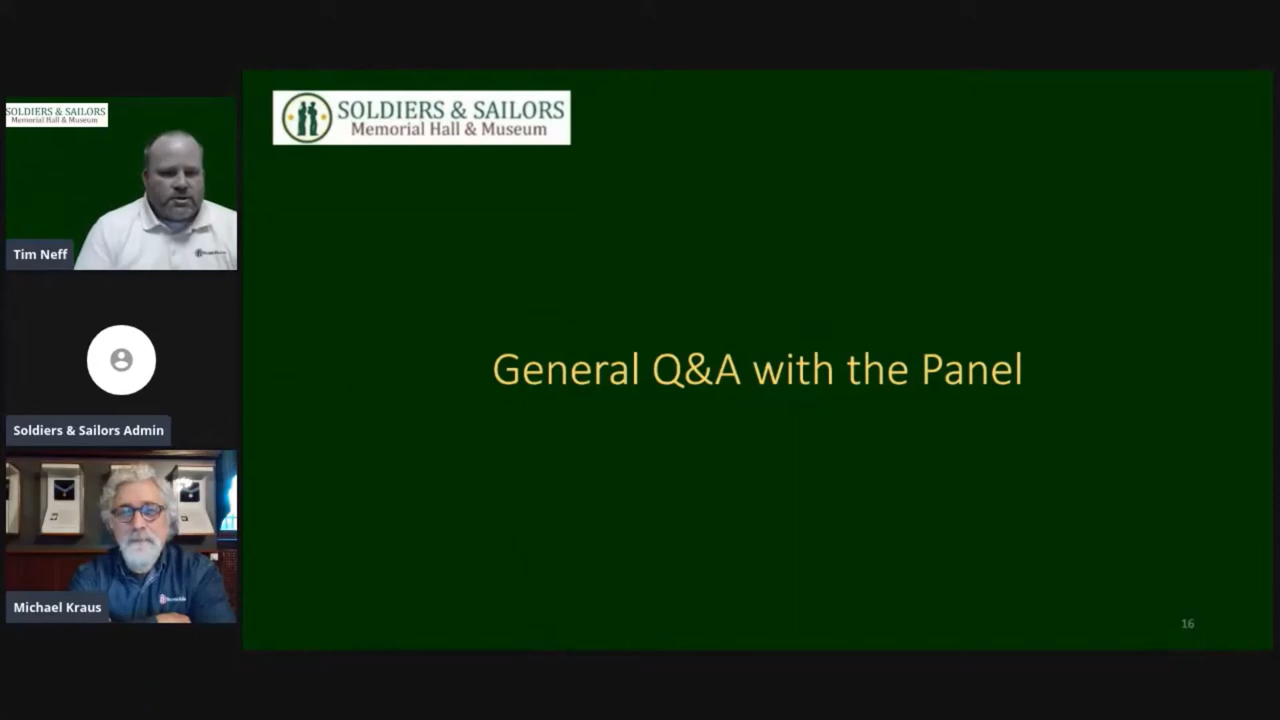 SOLDIERS & SAILORS
Memorial Hall & Museum
Tim Neff
Soldiers & Sailors Admin
Michael Kraus
SOLDIERS & SAILORS
Memorial Hall & Museum
General Q&A with the Panel
16